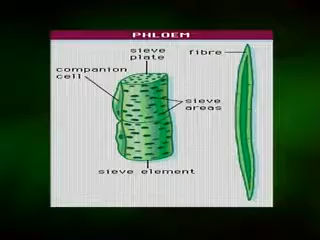 PHLOEM
sieve
plate
fibre
companion
cell
sieve
areas
sieve element